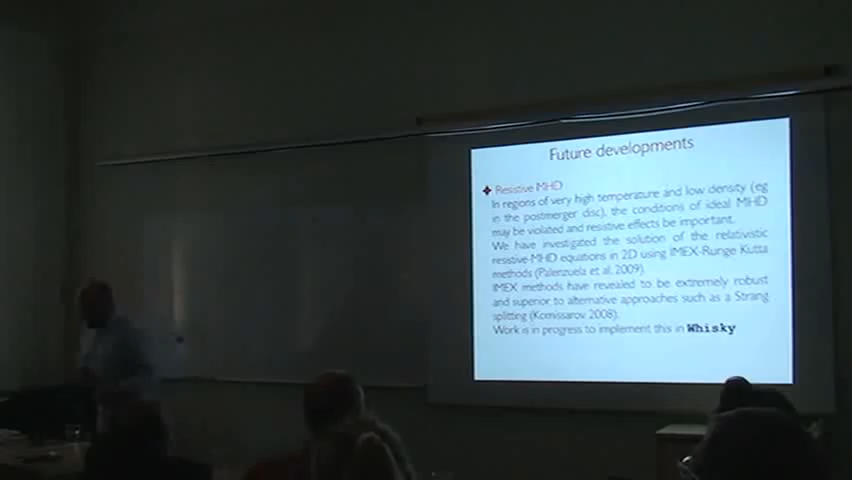 Future developments
Resistive MHD
In regions of very high temperature and low density (eg
in the postmerger disc), the conditions of ideal MHD
may be violated and resistive effects be important.
We have investigated the solution of the relativistic
resistive-MHD equations in 2D using IMEX-Runge Kutta
methods (Palenzuela et al. 2009).
IMEX methods have revealed to be extremely robust
and superior to alternative approaches such as a Strang
splitting (Komissarov 2008).
Work is in progress to implement this in Whisky